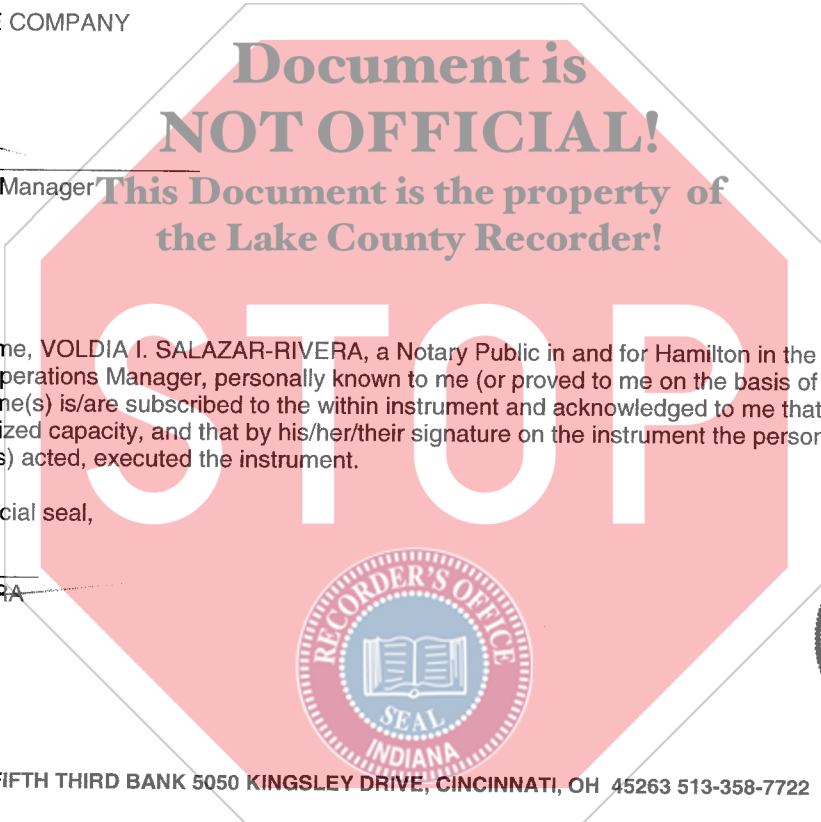 COMPANY
Document is
NOT OFFICIAL!
Manager
This Document is the property of
the Lake County Recorder!
STOP
me, VOLDIA I. SALAZAR-RIVERA, a Notary Public in and for Hamilton in the
perations Manager, personally known to me (or proved to me on the basis of
me(s) is/are subscribed to the within instrument and acknowledged to me that
ized capacity, and that by his/her/their signature on the instrument the person
s) acted, executed the instrument.
cial seal,
RA
RECORDER'S OFFICE
SEAL
INDIANA
FIFTH THIRD BANK 5050 KINGSLEY DRIVE, CINCINNATI, OH 45263 513-358-7722